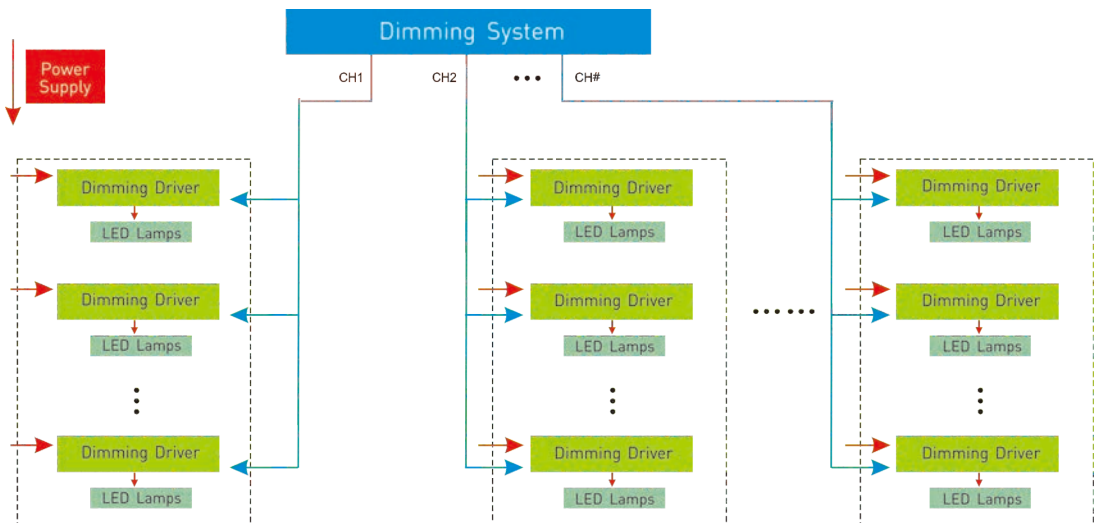 Dimming System
Power
Supply
CH1
CH2
CH#
Dimming Driver
Dimming Driver
Dimming Driver
LED Lamps
LED Lamps
LED Lamps
Dimming Driver
Dimming Driver
Dimming Driver
LED Lamps
LED Lamps
LED Lamps
Dimming Driver
Dimming Driver
Dimming Driver
LED Lamps
LED Lamps
LED Lamps